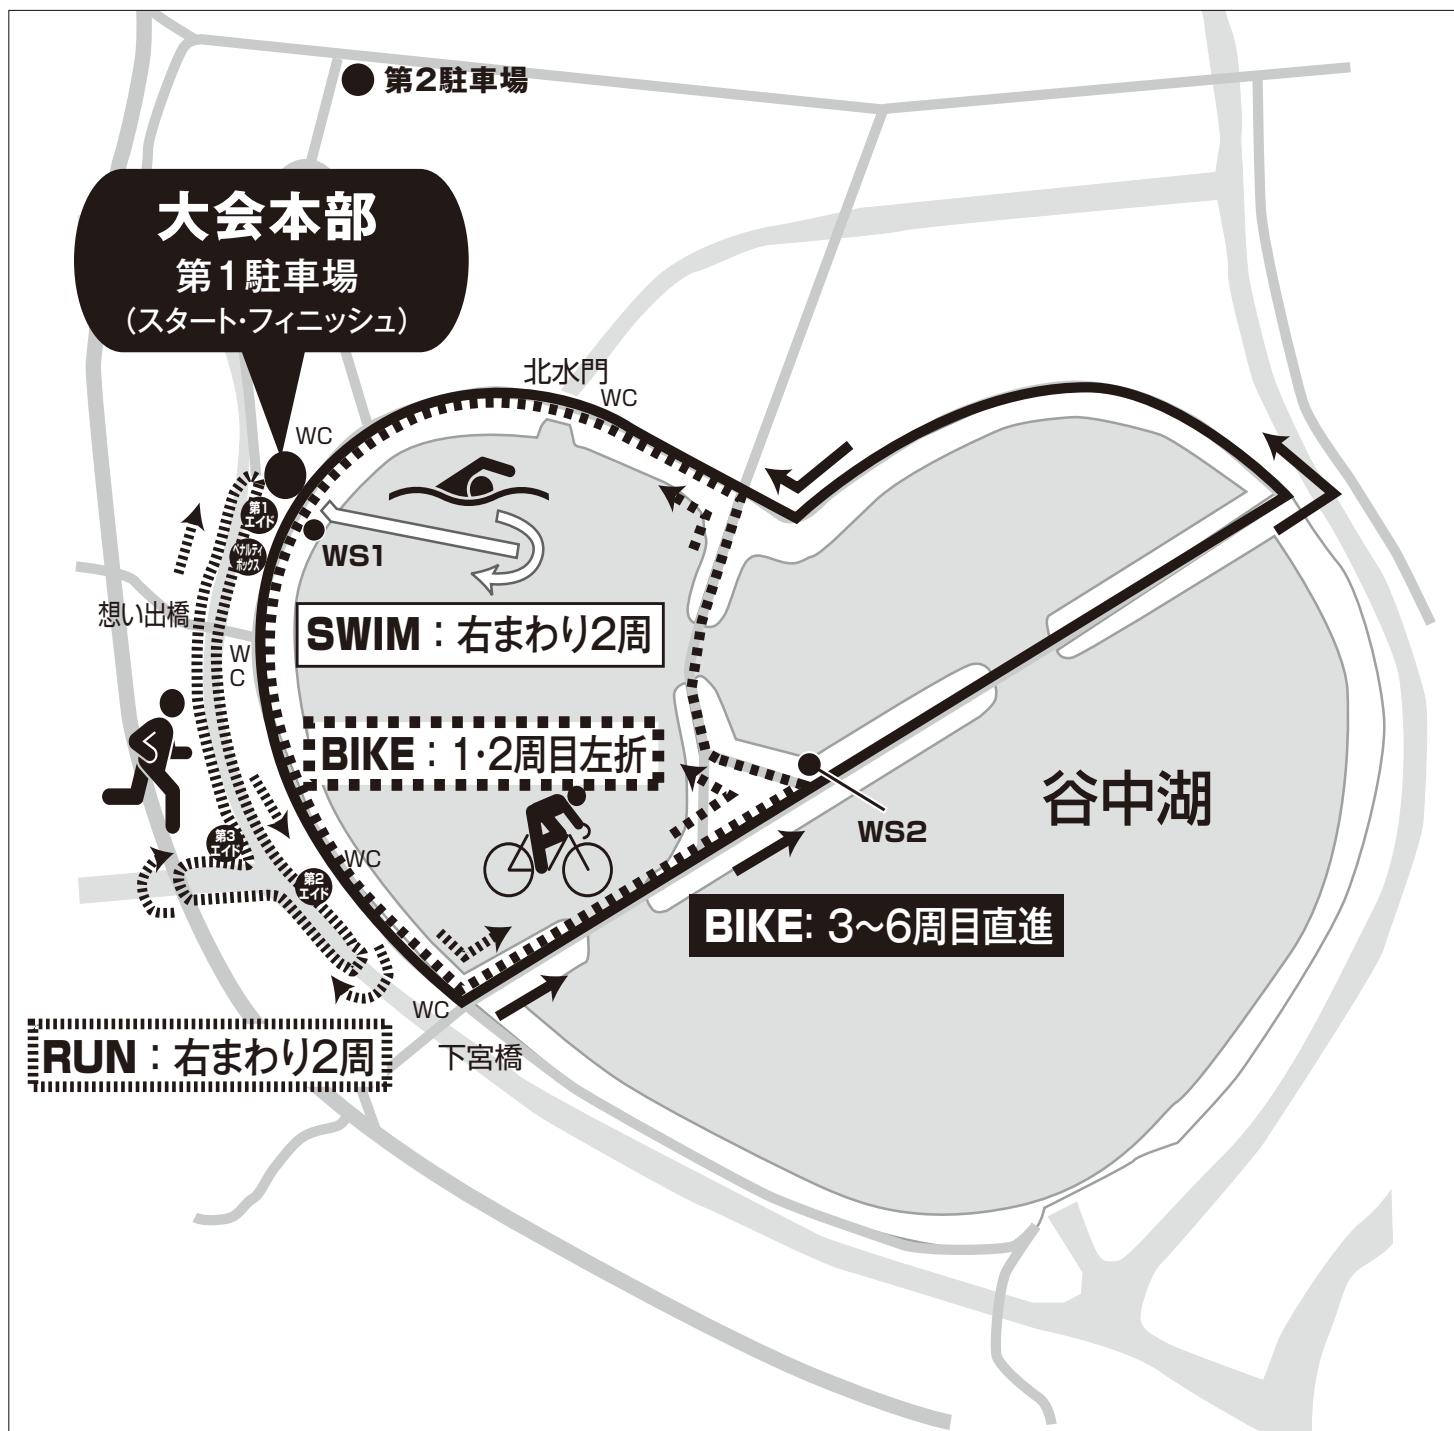 第2駐車場
大会本部
第1駐車場
(スタート・フィニッシュ)
北水門
WC
WC
第1
エイド
ペナルティ
ボックス
WS1
想い出橋
SWIM:右まわり2周
W
C
BIKE:1・2周目左折
谷中湖
WS2
第3
エイド
WC
第2
エイド
BIKE:3〜6周目直進
WC
下宮橋
RUN:右まわり2周